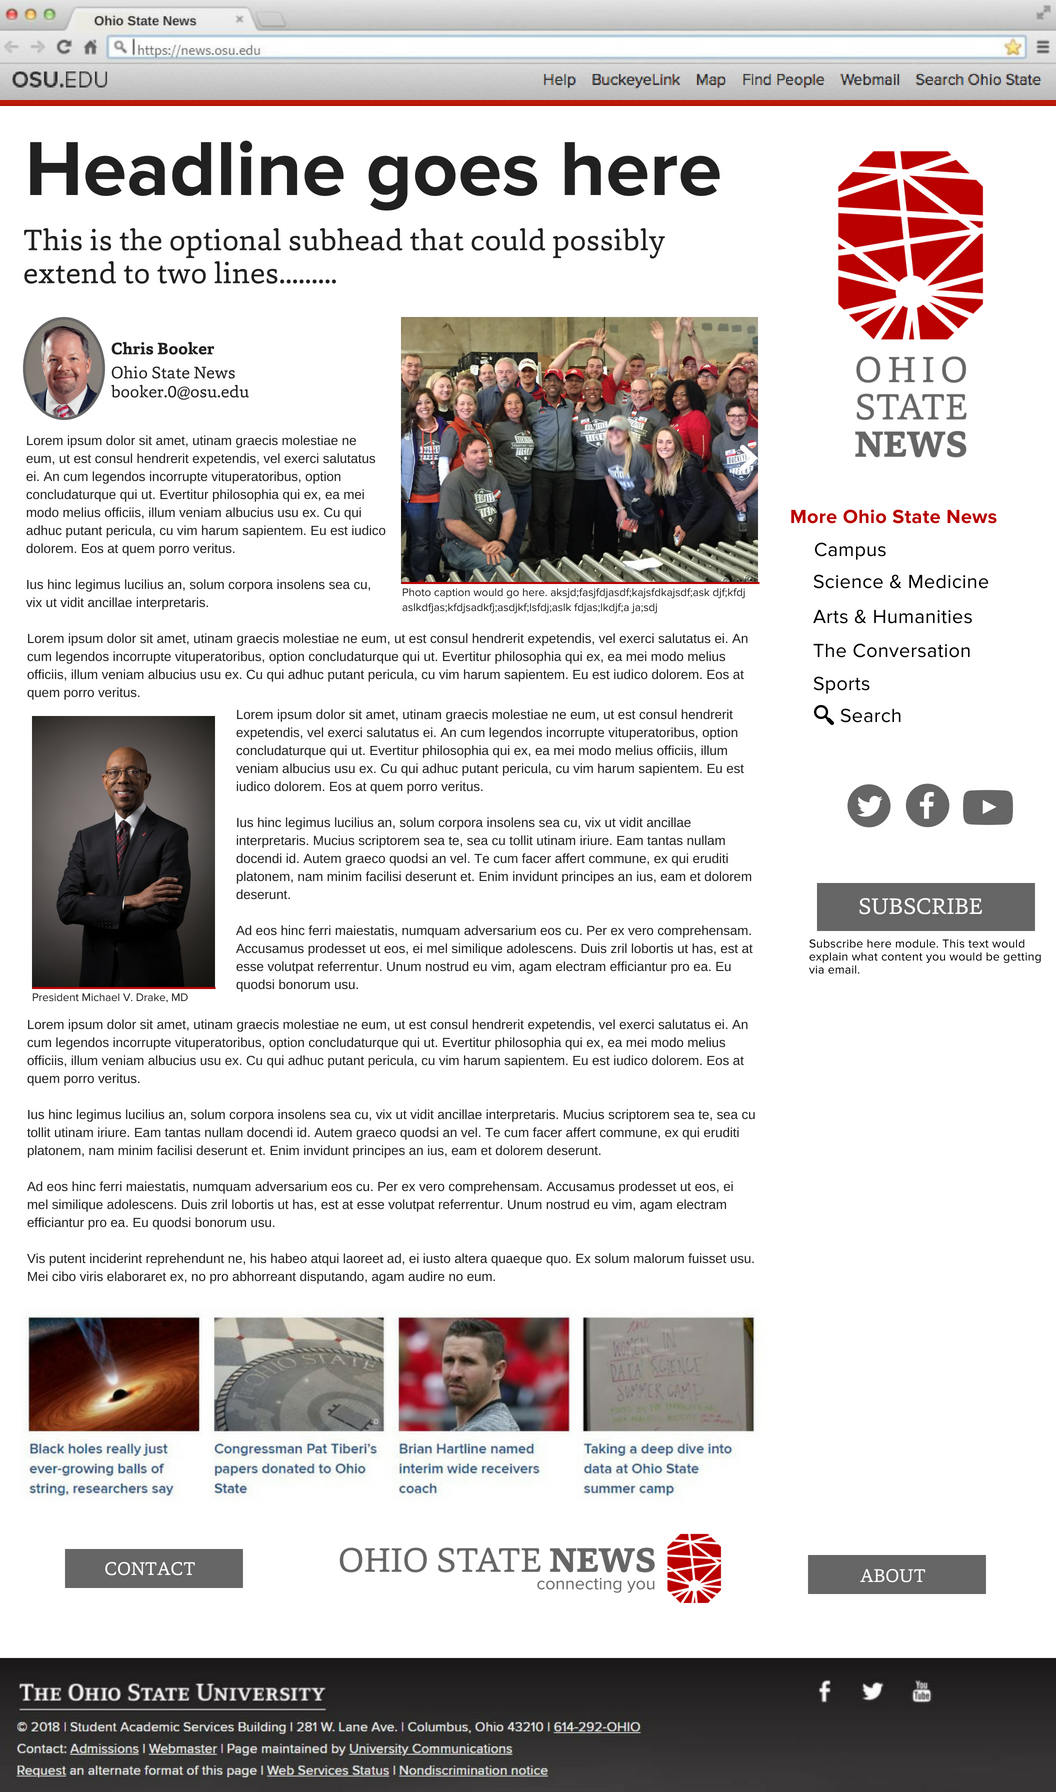 Ohio State News
https://news.osu.edu
OSU.EDU
Help BuckeyeLink Map Find People Webmail Search Ohio State
Headline goes here
This is the optional subhead that could possibly
extend to two lines.........
Chris Booker
Ohio State News
booker.0@osu.edu
Lorem ipsum dolor sit amet, utinam graecis molestiae ne
eum, ut est consul hendrerit expetendis, vel exerci salutatus
ei. An cum legendos incorrupte vituperatoribus, option
concludaturque qui ut. Evertitur philosophia qui ex, ea mei
modo melius officiis, illum veniam albucius usu ex. Cu qui
adhuc putant pericula, cu vim harum sapientem. Eu est iudico
dolorem. Eos at quem porro veritus.
Ius hinc legimus lucilius an, solum corpora insolens sea cu,
vix ut vidit ancillae interpretaris.
Photo caption would go here. aksjd;fasjfdjasdf;kajsfdkajsdf;ask djf;kfdj
aslkdfjas;kfdjsadkfj;asdjkf;lsfdj;aslk fdjas;lkdjf;a ja;sdj
Lorem ipsum dolor sit amet, utinam graecis molestiae ne eum, ut est consul hendrerit expetendis, vel exerci salutatus ei. An
cum legendos incorrupte vituperatoribus, option concludaturque qui ut. Evertitur philosophia qui ex, ea mei modo melius
officiis, illum veniam albucius usu ex. Cu qui adhuc putant pericula, cu vim harum sapientem. Eu est iudico dolorem. Eos at
quem porro veritus.
Lorem ipsum dolor sit amet, utinam graecis molestiae ne eum, ut est consul hendrerit
expetendis, vel exerci salutatus ei. An cum legendos incorrupte vituperatoribus, option
concludaturque qui ut. Evertitur philosophia qui ex, ea mei modo melius officiis, illum
veniam albucius usu ex. Cu qui adhuc putant pericula, cu vim harum sapientem. Eu est
iudico dolorem. Eos at quem porro veritus.
Ius hinc legimus lucilius an, solum corpora insolens sea cu, vix ut vidit ancillae
interpretaris. Mucius scriptorem sea te, sea cu tollit utinam iriure. Eam tantas nullam
docendi id. Autem graeco quodsi an vel. Te cum facer affert commune, ex qui eruditi
platonem, nam minim facilisi deserunt et. Enim invidunt principes an ius, eam et dolorem
deserunt.
Ad eos hinc ferri maiestatis, numquam adversarium eos cu. Per ex vero comprehensam.
Accusamus prodesset ut eos, ei mel similique adolescens. Duis zril lobortis ut has, est at
esse volutpat referrentur. Unum nostrud eu vim, agam electram efficiantur pro ea. Eu
quodsi bonorum usu.
President Michael V. Drake, MD
Lorem ipsum dolor sit amet, utinam graecis molestiae ne eum, ut est consul hendrerit expetendis, vel exerci salutatus ei. An
cum legendos incorrupte vituperatoribus, option concludaturque qui ut. Evertitur philosophia qui ex, ea mei modo melius
officiis, illum veniam albucius usu ex. Cu qui adhuc putant pericula, cu vim harum sapientem. Eu est iudico dolorem. Eos at
quem porro veritus.
Ius hinc legimus lucilius an, solum corpora insolens sea cu, vix ut vidit ancillae interpretaris. Mucius scriptorem sea te, sea cu
tollit utinam iriure. Eam tantas nullam docendi id. Autem graeco quodsi an vel. Te cum facer affert commune, ex qui eruditi
platonem, nam minim facilisi deserunt et. Enim invidunt principes an ius, eam et dolorem deserunt.
Ad eos hinc ferri maiestatis, numquam adversarium eos cu. Per ex vero comprehensam. Accusamus prodesset ut eos, ei
mel similique adolescens. Duis zril lobortis ut has, est at esse volutpat referrentur. Unum nostrud eu vim, agam electram
efficiantur pro ea. Eu quodsi bonorum usu.
Vis putent inciderint reprehendunt ne, his habeo atqui laoreet ad, ei iusto altera quaeque quo. Ex solum malorum fuisset usu.
Mei cibo viris elaboraret ex, no pro abhorreant disputando, agam audire no eum.
OHIO
STATE
NEWS
More Ohio State News
Campus
Science & Medicine
Arts & Humanities
The Conversation
Sports
Search
SUBSCRIBE
Subscribe here module. This text would
explain what content you would be getting
via email.
OHIO STATE
WOMEN IN
DATA SCIENCE
SUMMER CAMP
Black holes really just
ever-growing balls of
string, researchers say
Congressman Pat Tiberi's
papers donated to Ohio
State
Brian Hartline named
interim wide receivers
coach
Taking a deep dive into
data at Ohio State
summer camp
CONTACT
OHIO STATE NEWS
connecting you
ABOUT
THE OHIO STATE UNIVERSITY
You
Tube
© 2018 | Student Academic Services Building | 281 W. Lane Ave. | Columbus, Ohio 43210 | 614-292-OHIO
Contact: Admissions | Webmaster | Page maintained by University Communications
Request an alternate format of this page | Web Services Status | Nondiscrimination notice